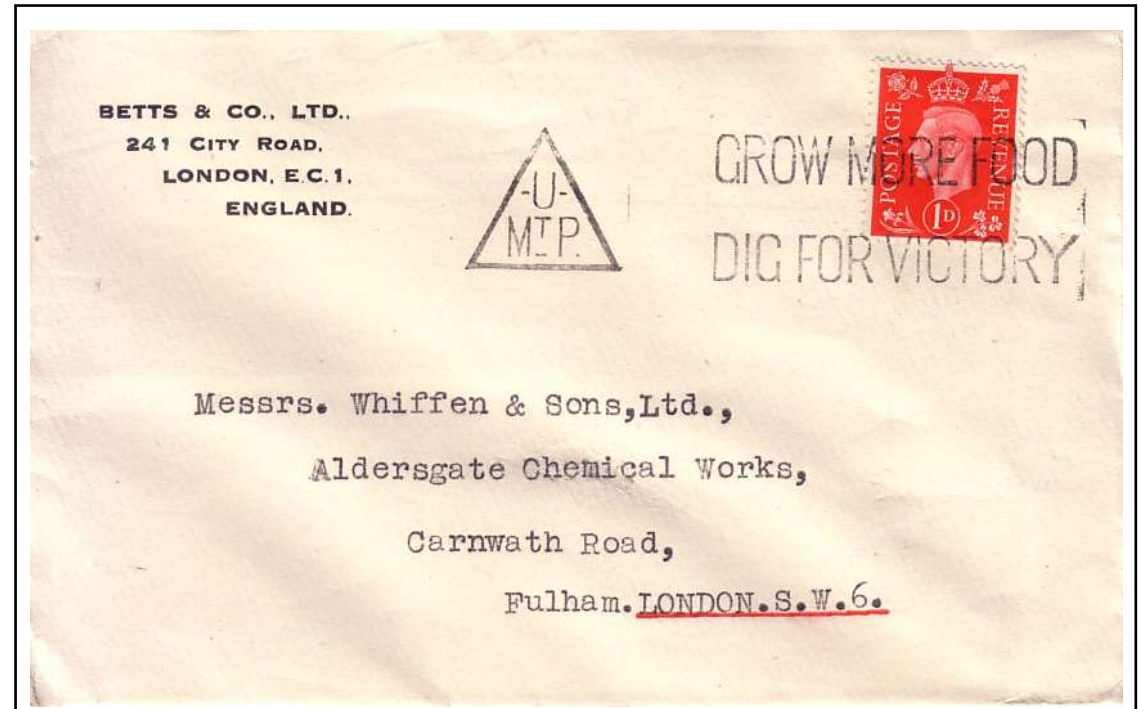 BETTS & CO., LTD.,
241 CITY ROAD,
LONDON, E.C.1,
ENGLAND.
-U-
MTP.
GROW MORE FOOD
DIG FOR VICTORY
POSTAGE
REVENUE
1D
Messrs. Whiffen & Sons,Ltd.,
Aldersgate Chemical Works,
Carnwath Road,
Fulham.LONDON.S.W.6.